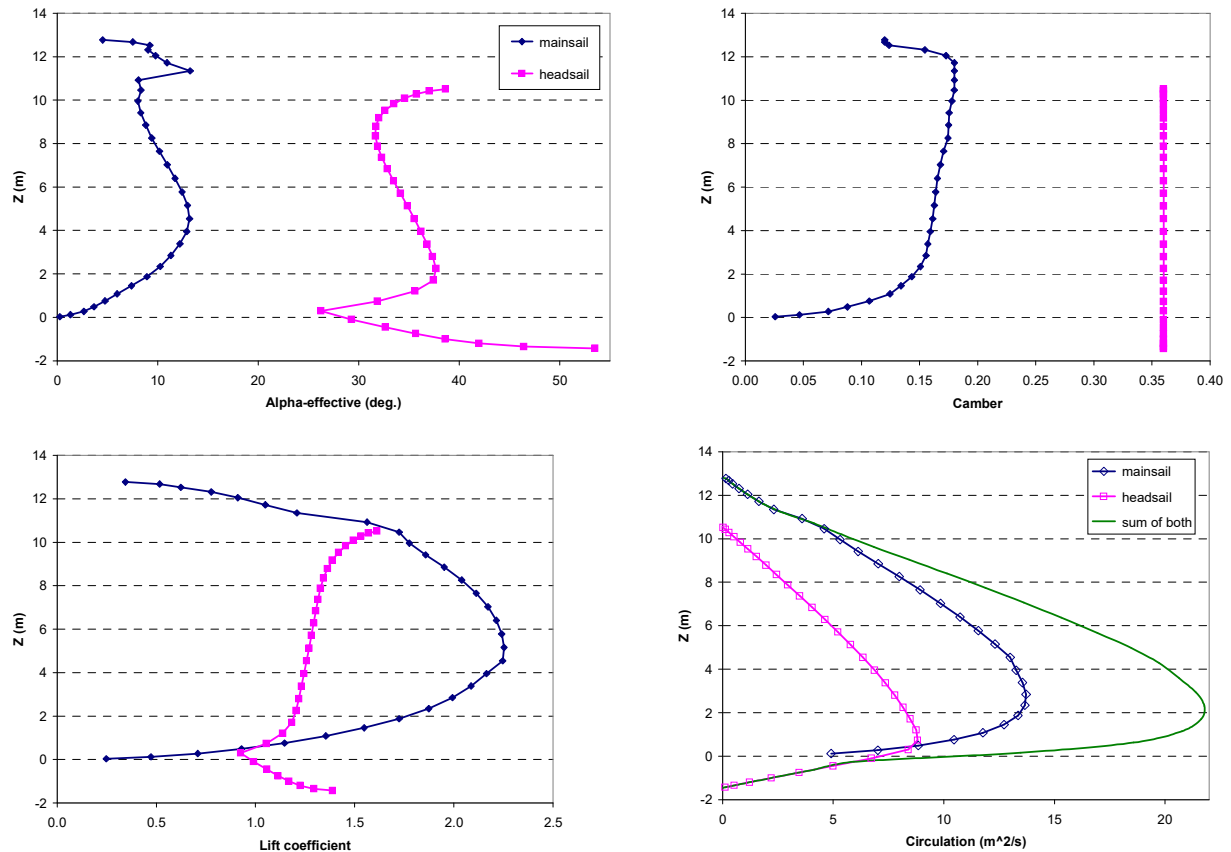 14
12
10
8
6
4
2
0
-2
Z (m)
mainsail
headsail
0 10 20 30 40 50
Alpha-effective (deg.)
14
12
10
8
6
4
2
0
-2
Z (m)
0.00 0.05 0.10 0.15 0.20 0.25 0.30 0.35 0.40
Camber
14
12
10
8
6
4
2
0
-2
Z (m)
0.0 0.5 1.0 1.5 2.0 2.5
Lift coefficient
14
12
10
8
6
4
2
0
-2
Z (m)
mainsail
headsail
sum of both
0 5 10 15 20
Circulation (m^2/s)